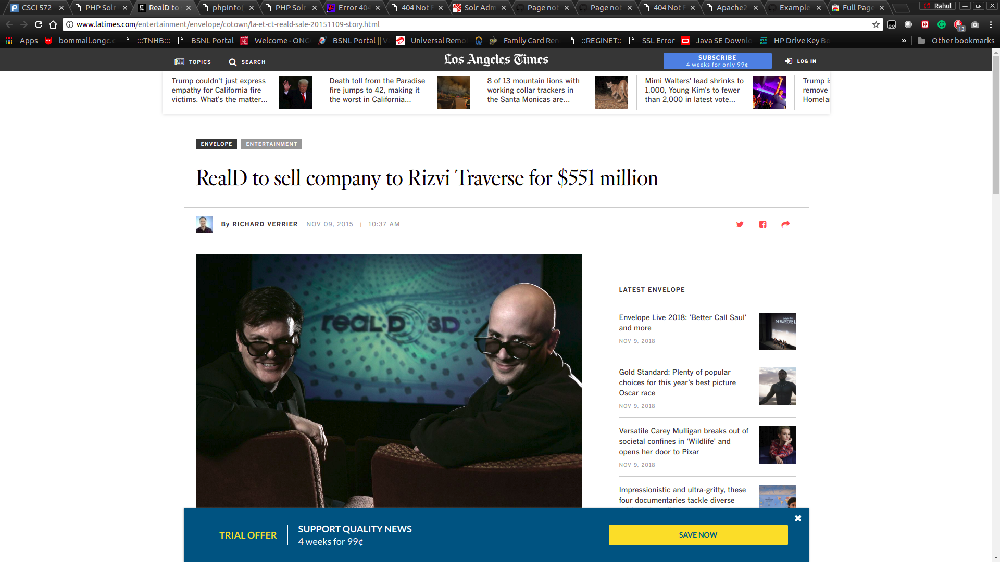 CSCI 572
PHP Solr
RealD to
phpinfo(
PHP Solr
Error 404
404 Not F
Solr Adm
Page not
Page not
404 Not F
Apache2
Example
Full Page
Rahul
www.latimes.com/entertainment/envelope/cotown/la-et-ct-reald-sale-20151109-story.html
13
Apps
bommail.ongc.c
:::TNHB:::
BSNL Portal
Welcome - ONG
BSNL Portal || V
Universal Remo
Family Card Ren
::REGINET::
SSL Error
Java SE Downlo
HP Drive Key Bo
»
Other bookmarks
TOPICS
SEARCH
Los Angeles Times
SUBSCRIBE
4 weeks for only 99¢
LOG IN
Trump couldn't just express
empathy for California fire
victims. What's the matter...
Death toll from the Paradise
fire jumps to 42, making it
the worst in California...
8 of 13 mountain lions with
working collar trackers in
the Santa Monicas are...
Mimi Walters' lead shrinks to
1,000, Young Kim's to fewer
than 2,000 in latest vote...
Trump i
remove
Homela
ENVELOPE
ENTERTAINMENT
RealD to sell company to Rizvi Traverse for $551 million
By RICHARD VERRIER
NOV 09, 2015 | 10:37 AM
REAL D 3D
LATEST ENVELOPE
Envelope Live 2018: 'Better Call Saul'
and more
NOV 9, 2018
THE ENVELOPE L
Gold Standard: Plenty of popular
choices for this year's best picture
Oscar race
NOV 9, 2018
Versatile Carey Mulligan breaks out of
societal confines in ‘Wildlife’ and
opens her door to Pixar
NOV 9, 2018
Impressionistic and ultra-gritty, these
four documentaries tackle diverse
TRIAL OFFER
SUPPORT QUALITY NEWS
4 weeks for 99¢
SAVE NOW